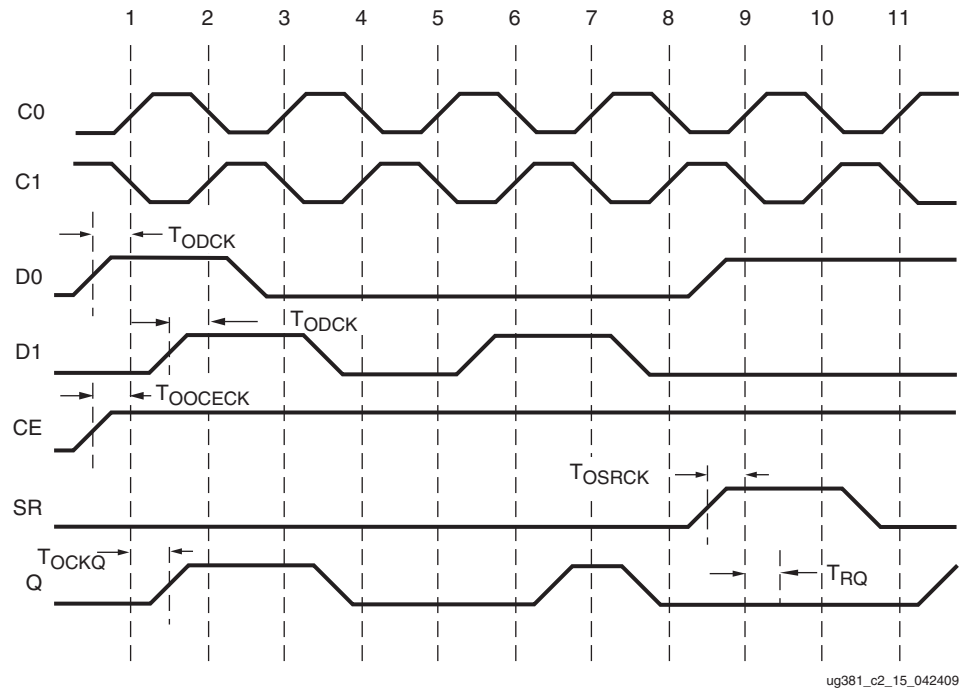 1 2 3 4 5 6 7 8 9 10 11
C0
C1
TODCK
D0
TODCK
D1
TOOCECK
CE
TOSRCK
SR
TOCKQ
TRQ
Q
ug381_c2_15_042409